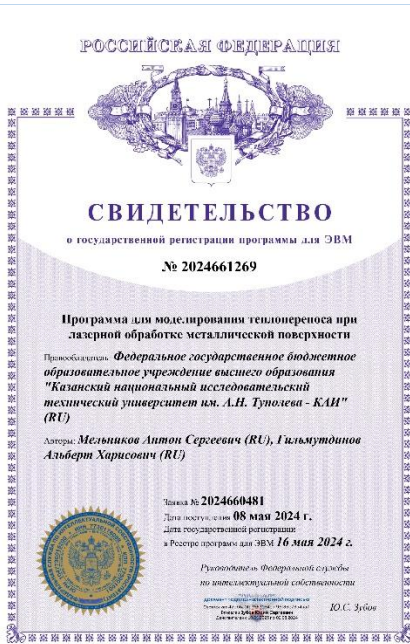 РОССИЙСКАЯ ФЕДЕРАЦИЯ
СВИДЕТЕЛЬСТВО
о государственной регистрации программы для ЭВМ
№ 2024661269
Программа для моделирования теплопереноса при
лазерной обработке металлической поверхности
Правообладатель: Федеральное государственное бюджетное
образовательное учреждение высшего образования
"Казанский национальный исследовательский
технический университет им. А.Н. Туполева - КАИ"
(RU)
Авторы: Мельников Антон Сергеевич (RU), Гильмутдинов
Альберт Харисович (RU)
Заявка № 2024660481
Дата поступления 08 мая 2024 г.
Дата государственной регистрации
в Реестре программ для ЭВМ 16 мая 2024 г.
Руководитель Федеральной службы
по интеллектуальной собственности
Ю.С. Зубов